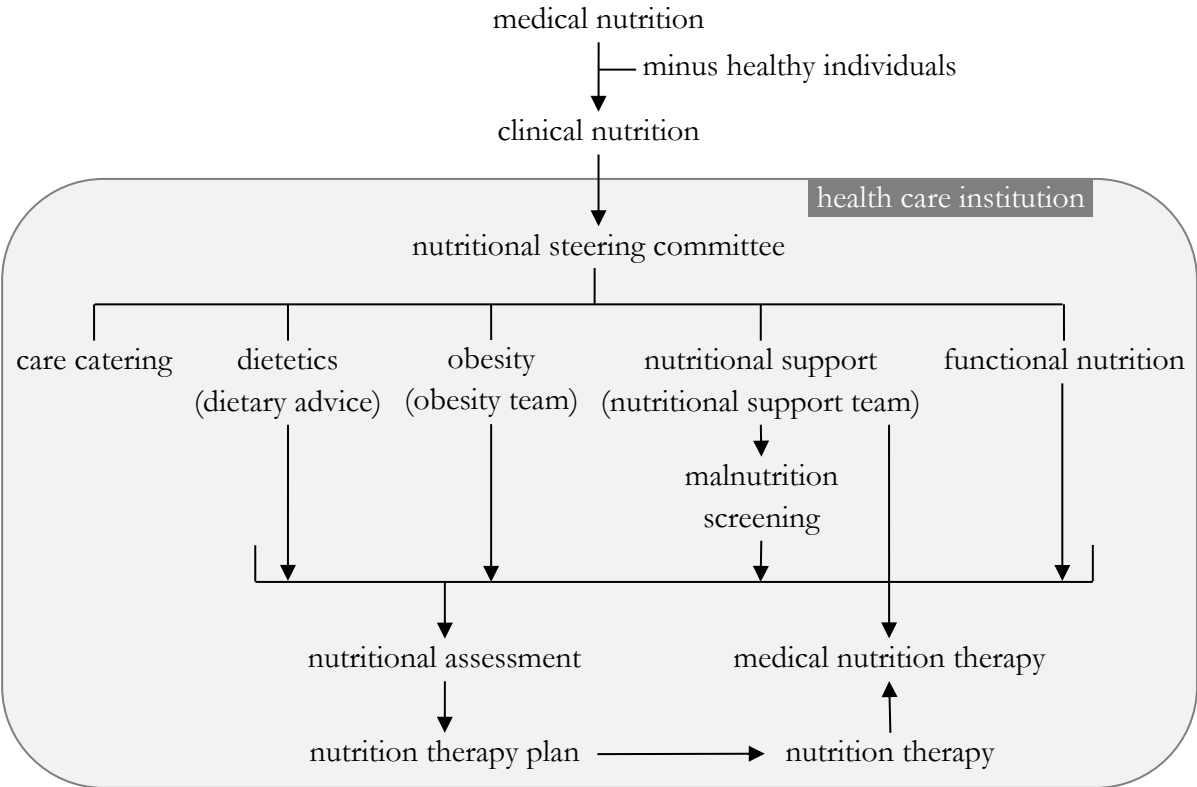 medical nutrition
minus healthy individuals
clinical nutrition
health care institution
nutritional steering committee
care catering
dietetics
(dietary advice)
obesity
(obesity team)
nutritional support
(nutritional support team)
functional nutrition
malnutrition
screening
nutritional assessment
medical nutrition therapy
nutrition therapy plan
nutrition therapy